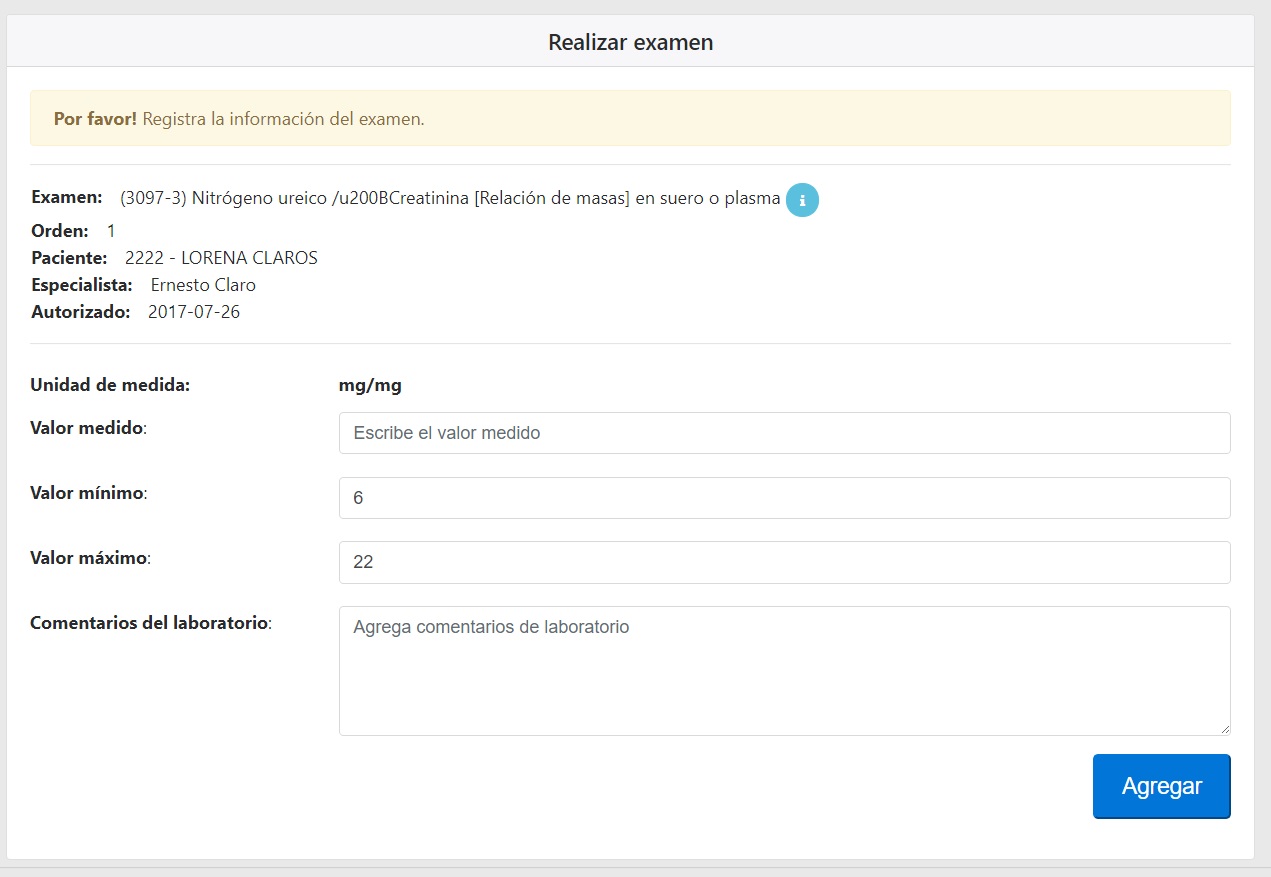 Realizar examen
Por favor! Registra la información del examen.
Examen: (3097-3) Nitrógeno ureico /u200BCreatinina [Relación de masas] en suero o plasma i
Orden: 1
Paciente: 2222 - LORENA CLAROS
Especialista: Ernesto Claro
Autorizado: 2017-07-26
Unidad de medida: mg/mg
Valor medido: Escribe el valor medido
Valor mínimo: 6
Valor máximo: 22
Comentarios del laboratorio: Agrega comentarios de laboratorio
Agregar